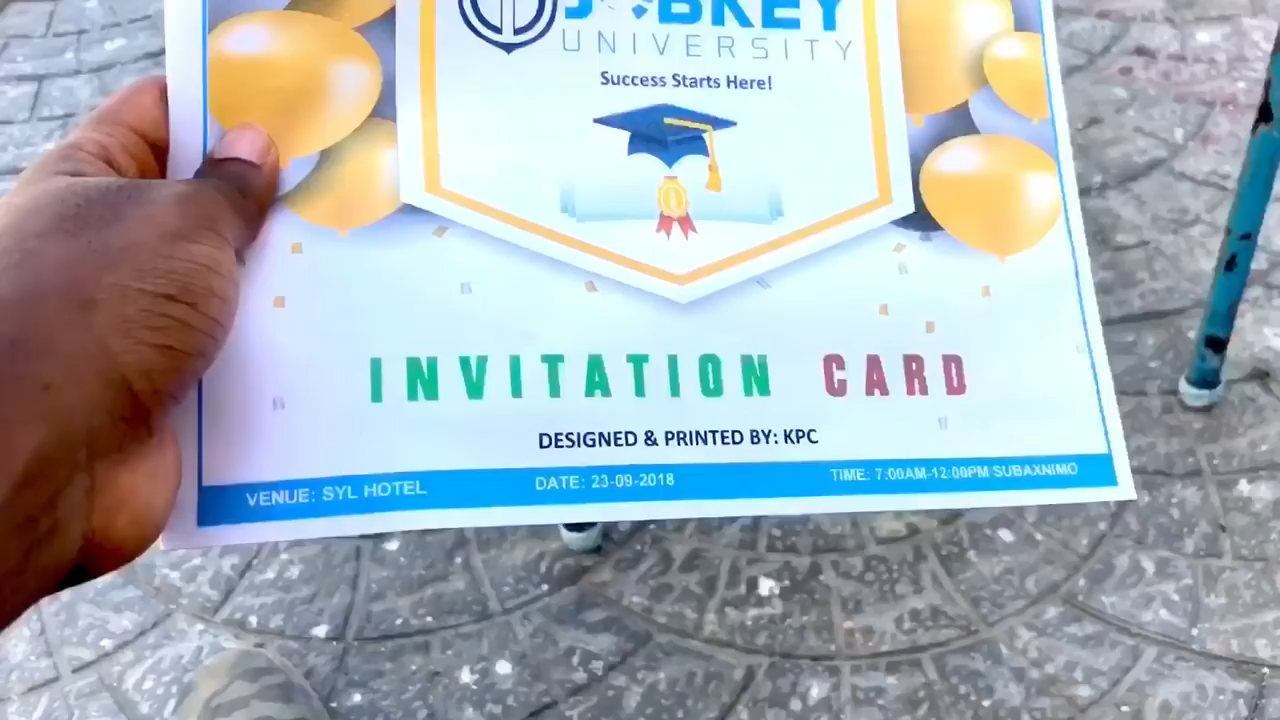 JOBKEY
UNIVERSITY
Success Starts Here!
INVITATION CARD
DESIGNED & PRINTED BY: KPC
VENUE: SYL HOTEL
DATE: 23-09-2018
TIME: 7:00AM-12:00PM SUBAXNIMO